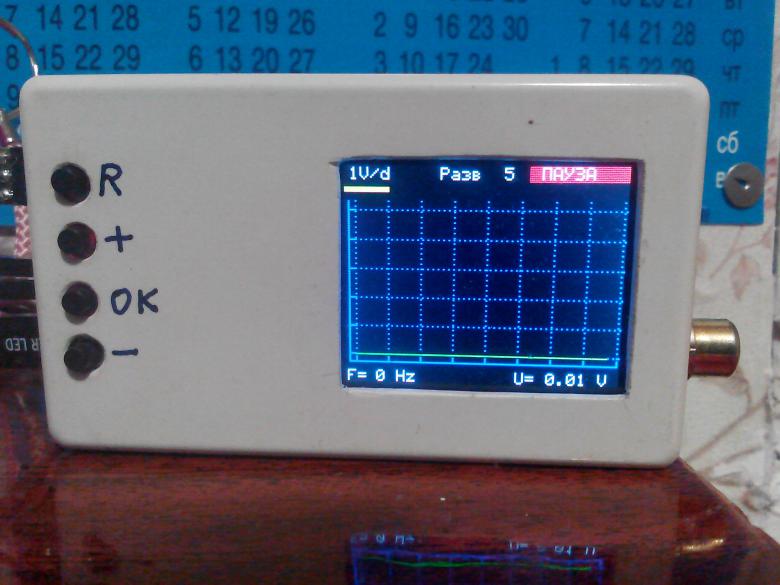 7 14 21 28 5 12 19 26 2 9 16 23 30 7 14 21 28 ср
8 15 22 29 6 13 20 27 3 10 17 24 1 8 15 22 29 чт
9
пт
сб
R
+
OK
-
1V/d Разв 5 ПАУЗА
F= 0 Hz U= 0.01 V
R LED